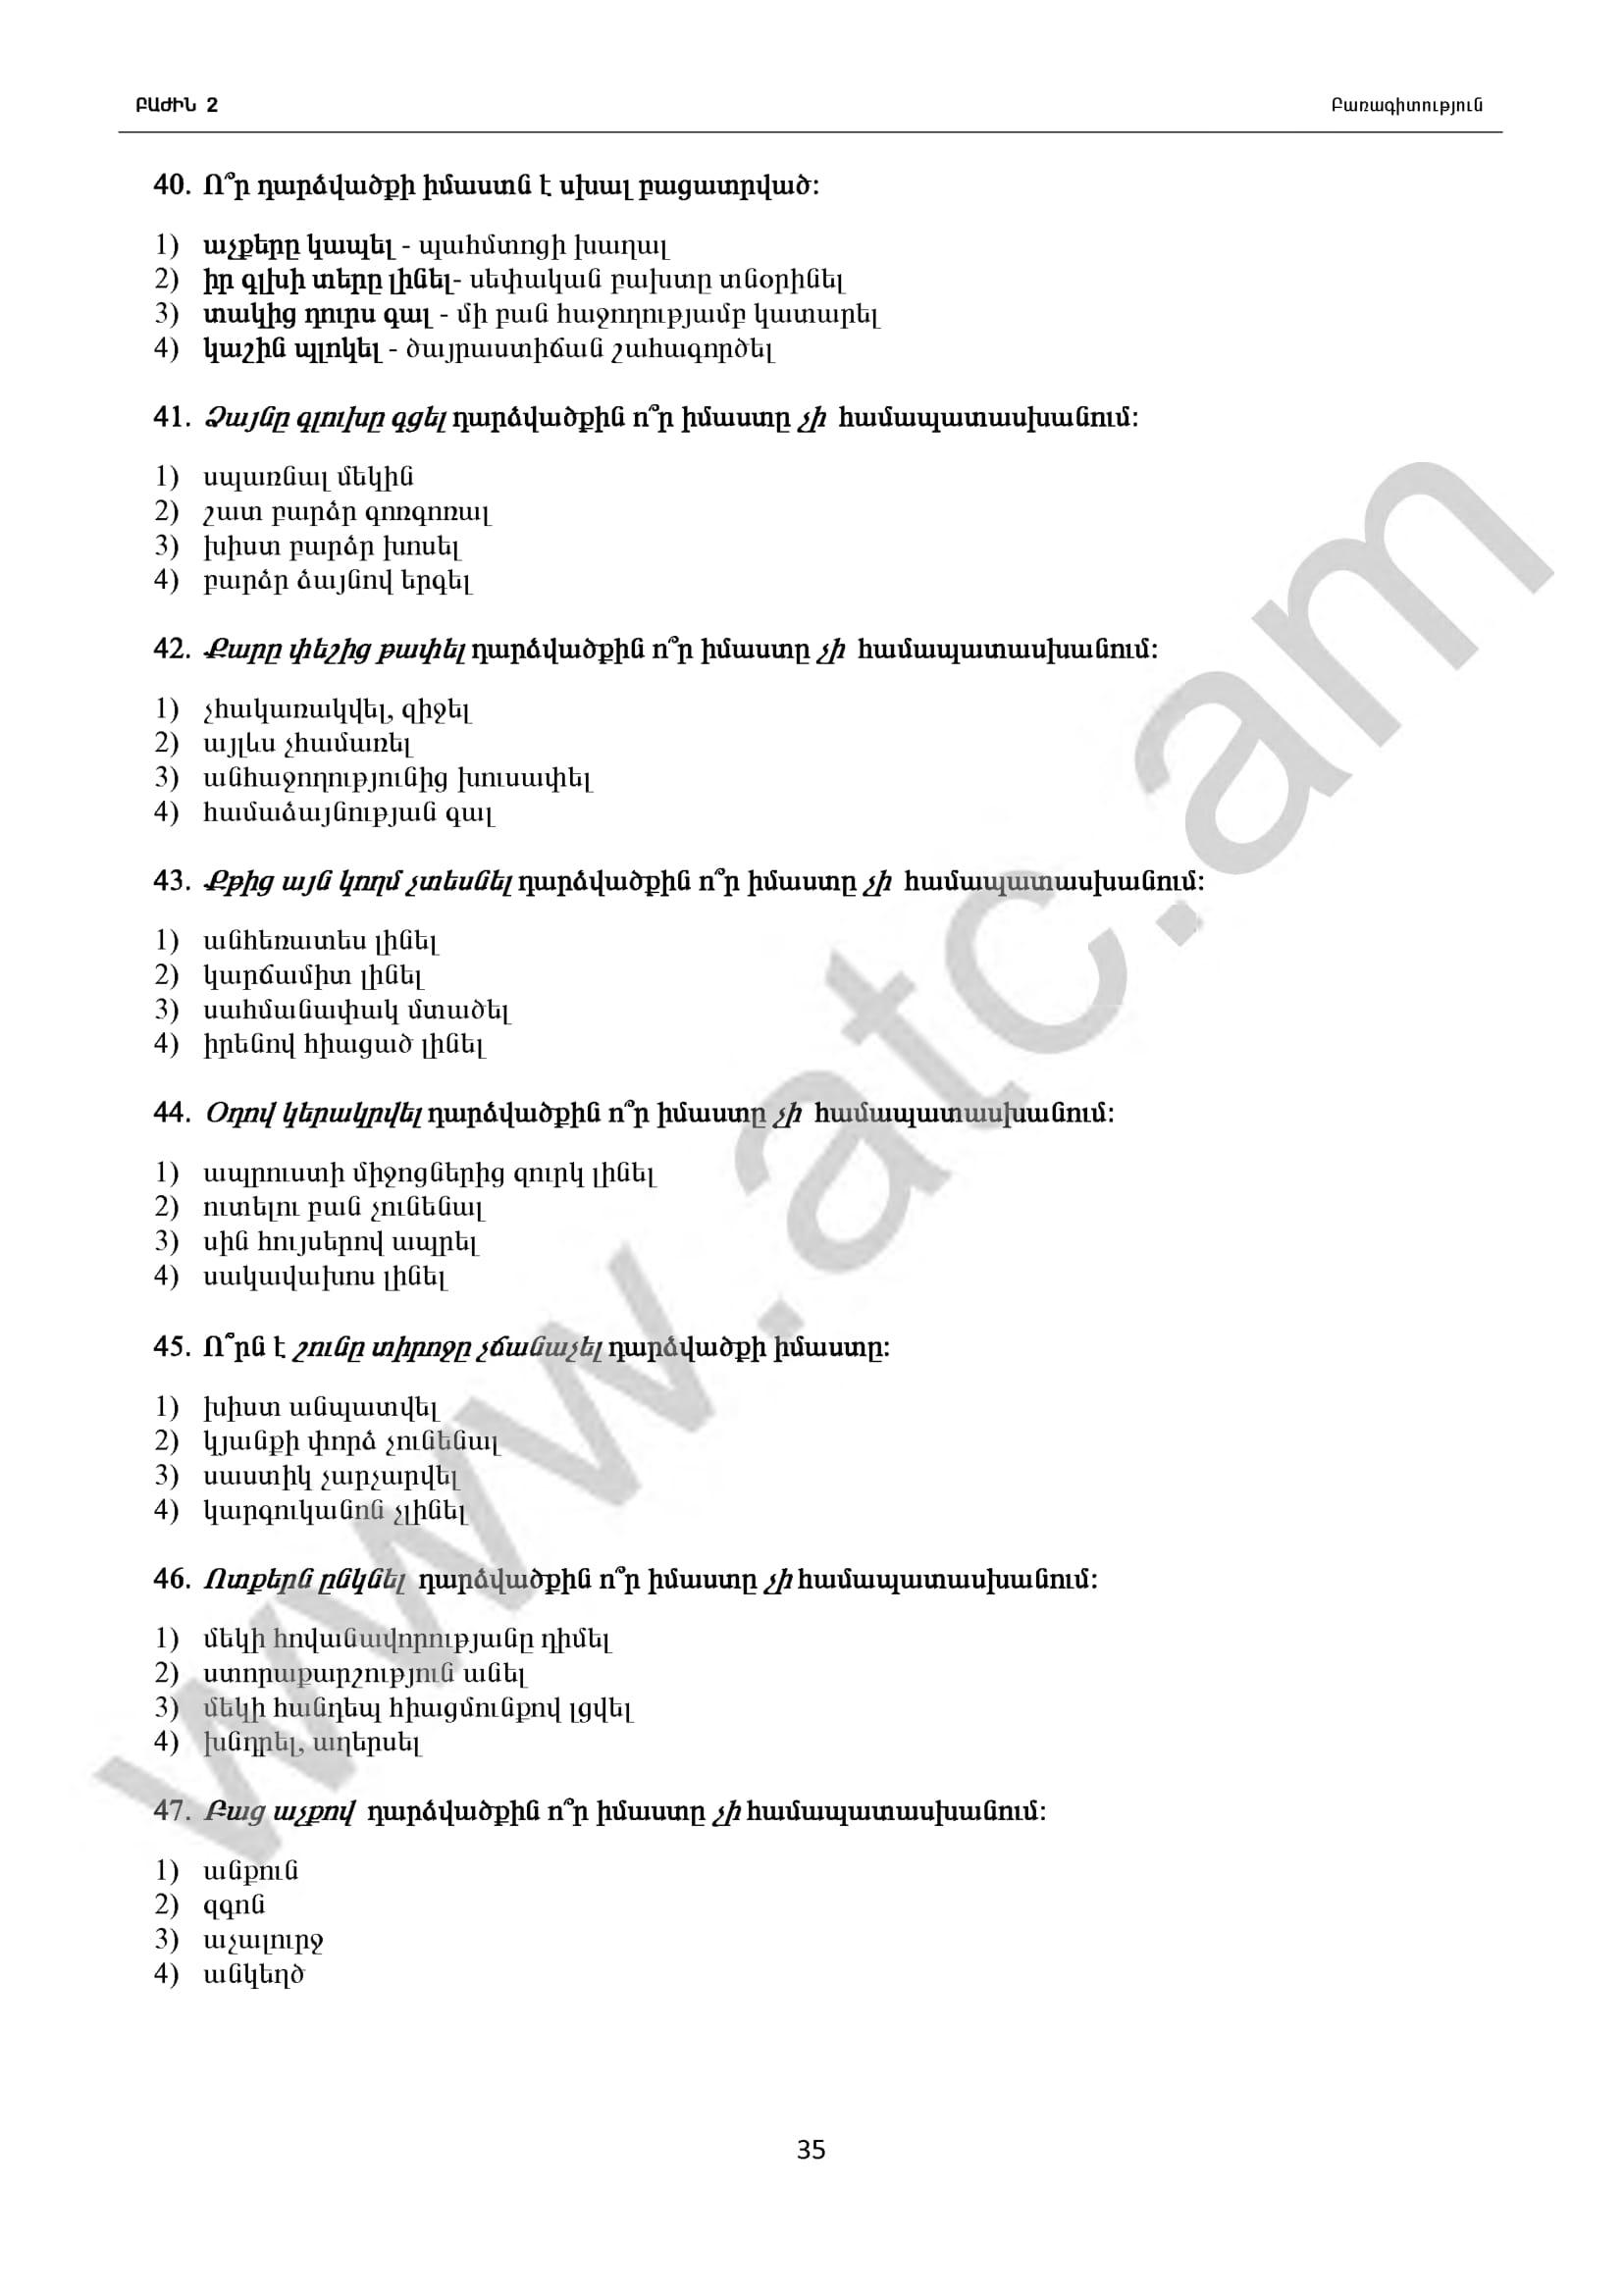 ԲԱԺԻՆ 2 Բառագիտություն
40. Ո՞ր դարձվածքի իմաստն է սխալ բացատրված:
1) աչքերը կապել - պահմտոցի խաղալ
2) իր գլխի տերը լինել- սեփական բախտը տնօրինել
3) տակից դուրս գալ - մի բան հաջողությամբ կատարել
4) կաշին պլոկել - ծայրաստիճան շահագործել
41. Ձայնը գլուխը գցել դարձվածքին ո՞ր իմաստը չի համապատասխանում:
1) սպառնալ մեկին
2) շատ բարձր գոռգոռալ
3) խիստ բարձր խոսել
4) բարձր ձայնով երգել
42. Քարը փեշից թափել դարձվածքին ո՞ր իմաստը չի համապատասխանում:
1) չհակառակվել, զիջել
2) այլևս չհամառել
3) անհաջողությունից խուսափել
4) համաձայնության գալ
43. Քթից այն կողմ չտեսնել դարձվածքին ո՞ր իմաստը չի համապատասխանում:
1) անհեռատես լինել
2) կարճամիտ լինել
3) սահմանափակ մտածել
4) իրենով հիացած լինել
44. Օդով կերակրվել դարձվածքին ո՞ր իմաստը չի համապատասխանում:
1) ապրուստի միջոցներից զուրկ լինել
2) ուտելու բան չունենալ
3) սին հույսերով ապրել
4) սակավախոս լինել
45. Ո՞րն է շունը տիրոջը չճանաչել դարձվածքի իմաստը:
1) խիստ անպատվել
2) կյանքի փորձ չունենալ
3) սաստիկ չարչարվել
4) կարգուկանոն չլինել
46. Ոտքերն ընկնել դարձվածքին ո՞ր իմաստը չի համապատասխանում:
1) մեկի հովանավորությանը դիմել
2) ստորաքարշություն անել
3) մեկի հանդեպ հիացմունքով լցվել
4) խնդրել, աղերսել
47. Բաց աչքով դարձվածքին ո՞ր իմաստը չի համապատասխանում:
1) անքուն
2) զգոն
3) աչալուրջ
4) անկեղծ
www.atc.am
35